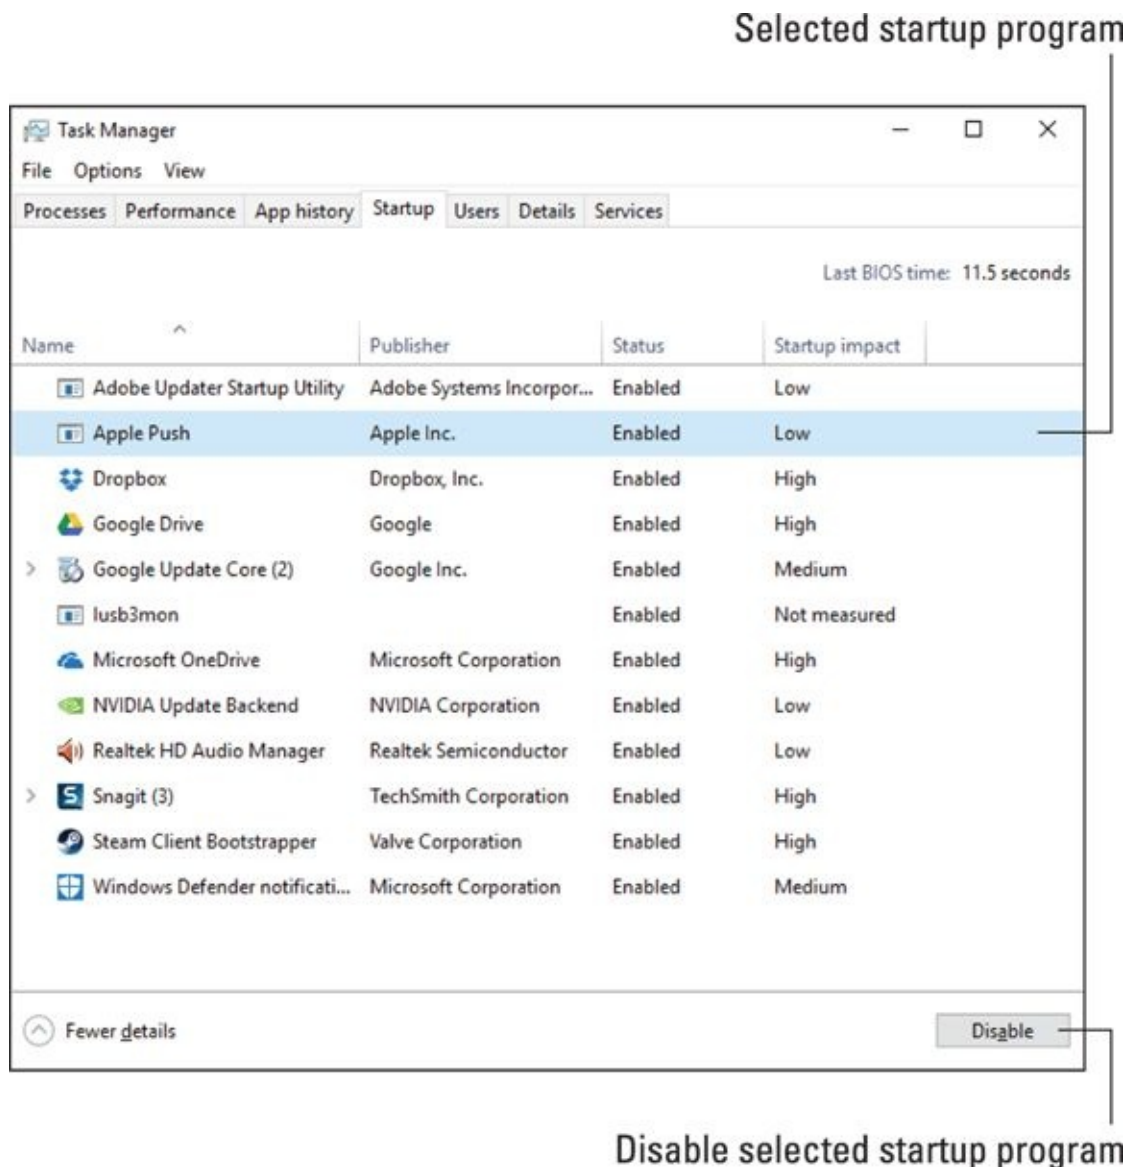 Selected startup program
Task Manager
File Options View
Processes Performance App history Startup Users Details Services
Last BIOS time: 11.5 seconds
Name Publisher Status Startup impact
Adobe Updater Startup Utility Adobe Systems Incorpor... Enabled Low
Apple Push Apple Inc. Enabled Low
Dropbox Dropbox, Inc. Enabled High
Google Drive Google Enabled High
Google Update Core (2) Google Inc. Enabled Medium
Iusb3mon Enabled Not measured
Microsoft OneDrive Microsoft Corporation Enabled High
NVIDIA Update Backend NVIDIA Corporation Enabled Low
Realtek HD Audio Manager Realtek Semiconductor Enabled Low
Snagit (3) TechSmith Corporation Enabled High
Steam Client Bootstrapper Valve Corporation Enabled High
Windows Defender notificati... Microsoft Corporation Enabled Medium
Fewer details Disable
Disable selected startup program